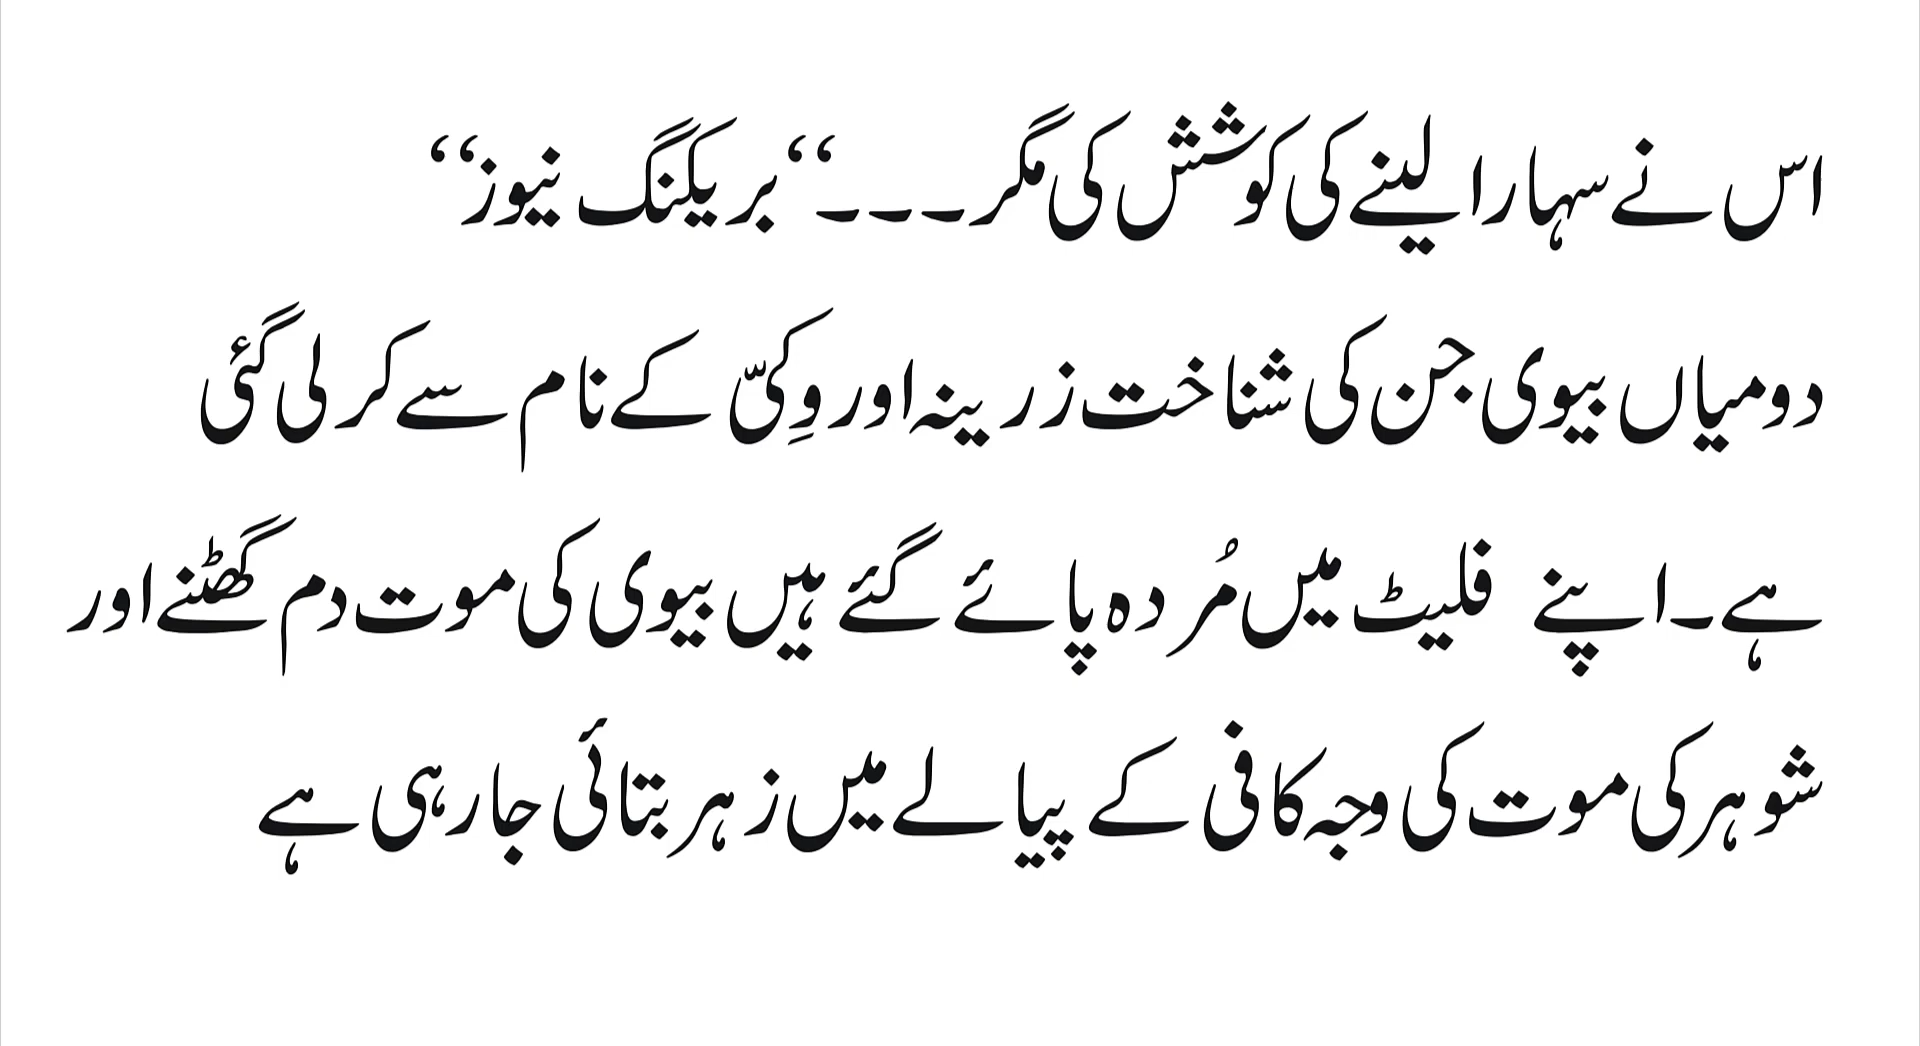 اس نے سہارا لینے کی کوشش کی مگر۔۔۔‘‘بریکنگ نیوز‘‘
دو میاں بیوی جن کی شناخت زرینہ اور وِکیّ کے نام سے کر لی گئی
ہے۔اپنے فلیٹ میں مُردہ پائے گئے ہیں بیوی کی موت دم گھٹنے اور
شوہر کی موت کی وجہ کافی کے پیالے میں زہر بتائی جا رہی ہے